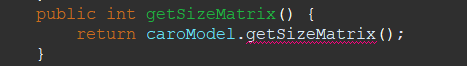 public int getSizeMatrix() {
    return caroModel.getSizeMatrix();
}